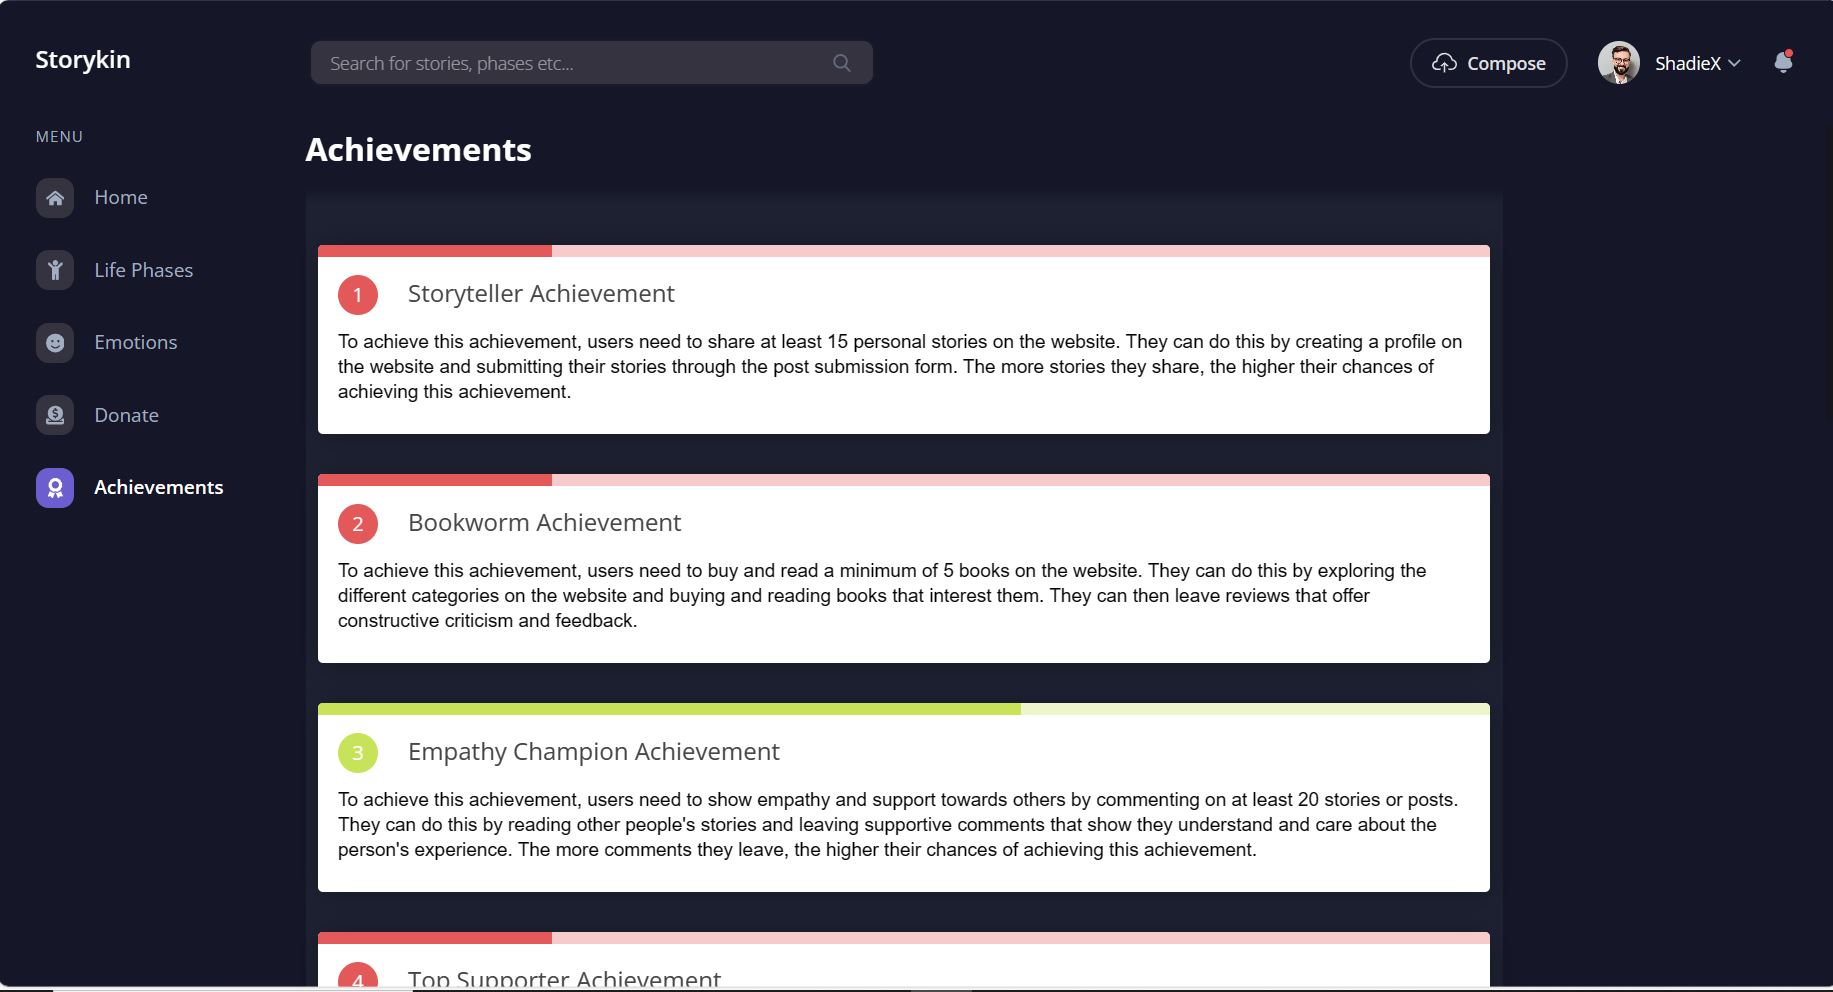 Storykin
Search for stories, phases etc...
Compose
ShadieX
MENU
Home
Life Phases
Emotions
Donate
Achievements
Achievements
1
Storyteller Achievement
To achieve this achievement, users need to share at least 15 personal stories on the website. They can do this by creating a profile on
the website and submitting their stories through the post submission form. The more stories they share, the higher their chances of
achieving this achievement.
2
Bookworm Achievement
To achieve this achievement, users need to buy and read a minimum of 5 books on the website. They can do this by exploring the
different categories on the website and buying and reading books that interest them. They can then leave reviews that offer
constructive criticism and feedback.
3
Empathy Champion Achievement
To achieve this achievement, users need to show empathy and support towards others by commenting on at least 20 stories or posts.
They can do this by reading other people's stories and leaving supportive comments that show they understand and care about the
person's experience. The more comments they leave, the higher their chances of achieving this achievement.
4
Top Supporter Achievement